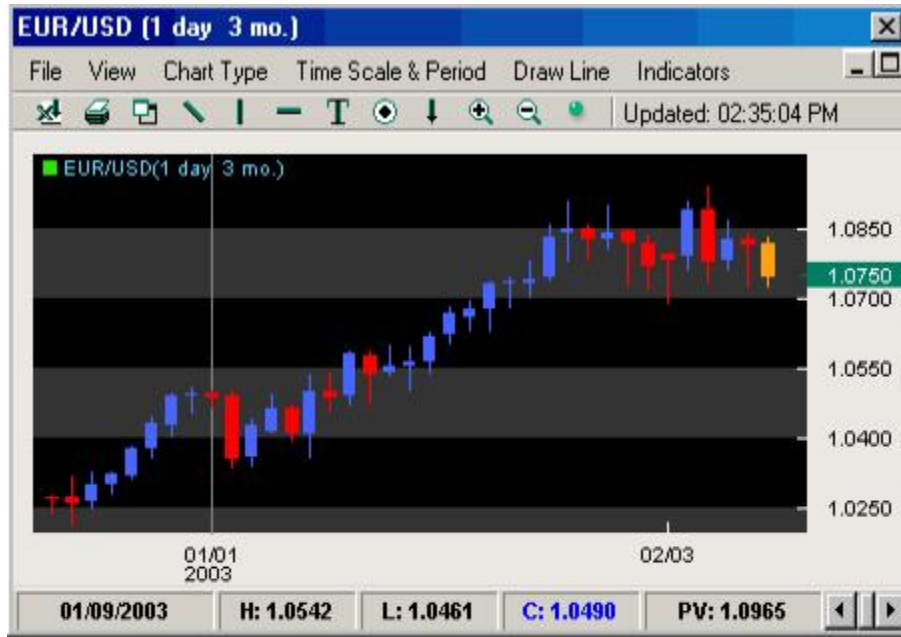 EUR/USD (1 day 3 mo.)
File View Chart Type Time Scale & Period Draw Line Indicators
T Updated: 02:35:04 PM
EUR/USD(1 day 3 mo.)
1.0850
1.0750
1.0700
1.0550
1.0400
1.0250
01/01 02/03
2003
01/09/2003 H: 1.0542 L: 1.0461 C: 1.0490 PV: 1.0965